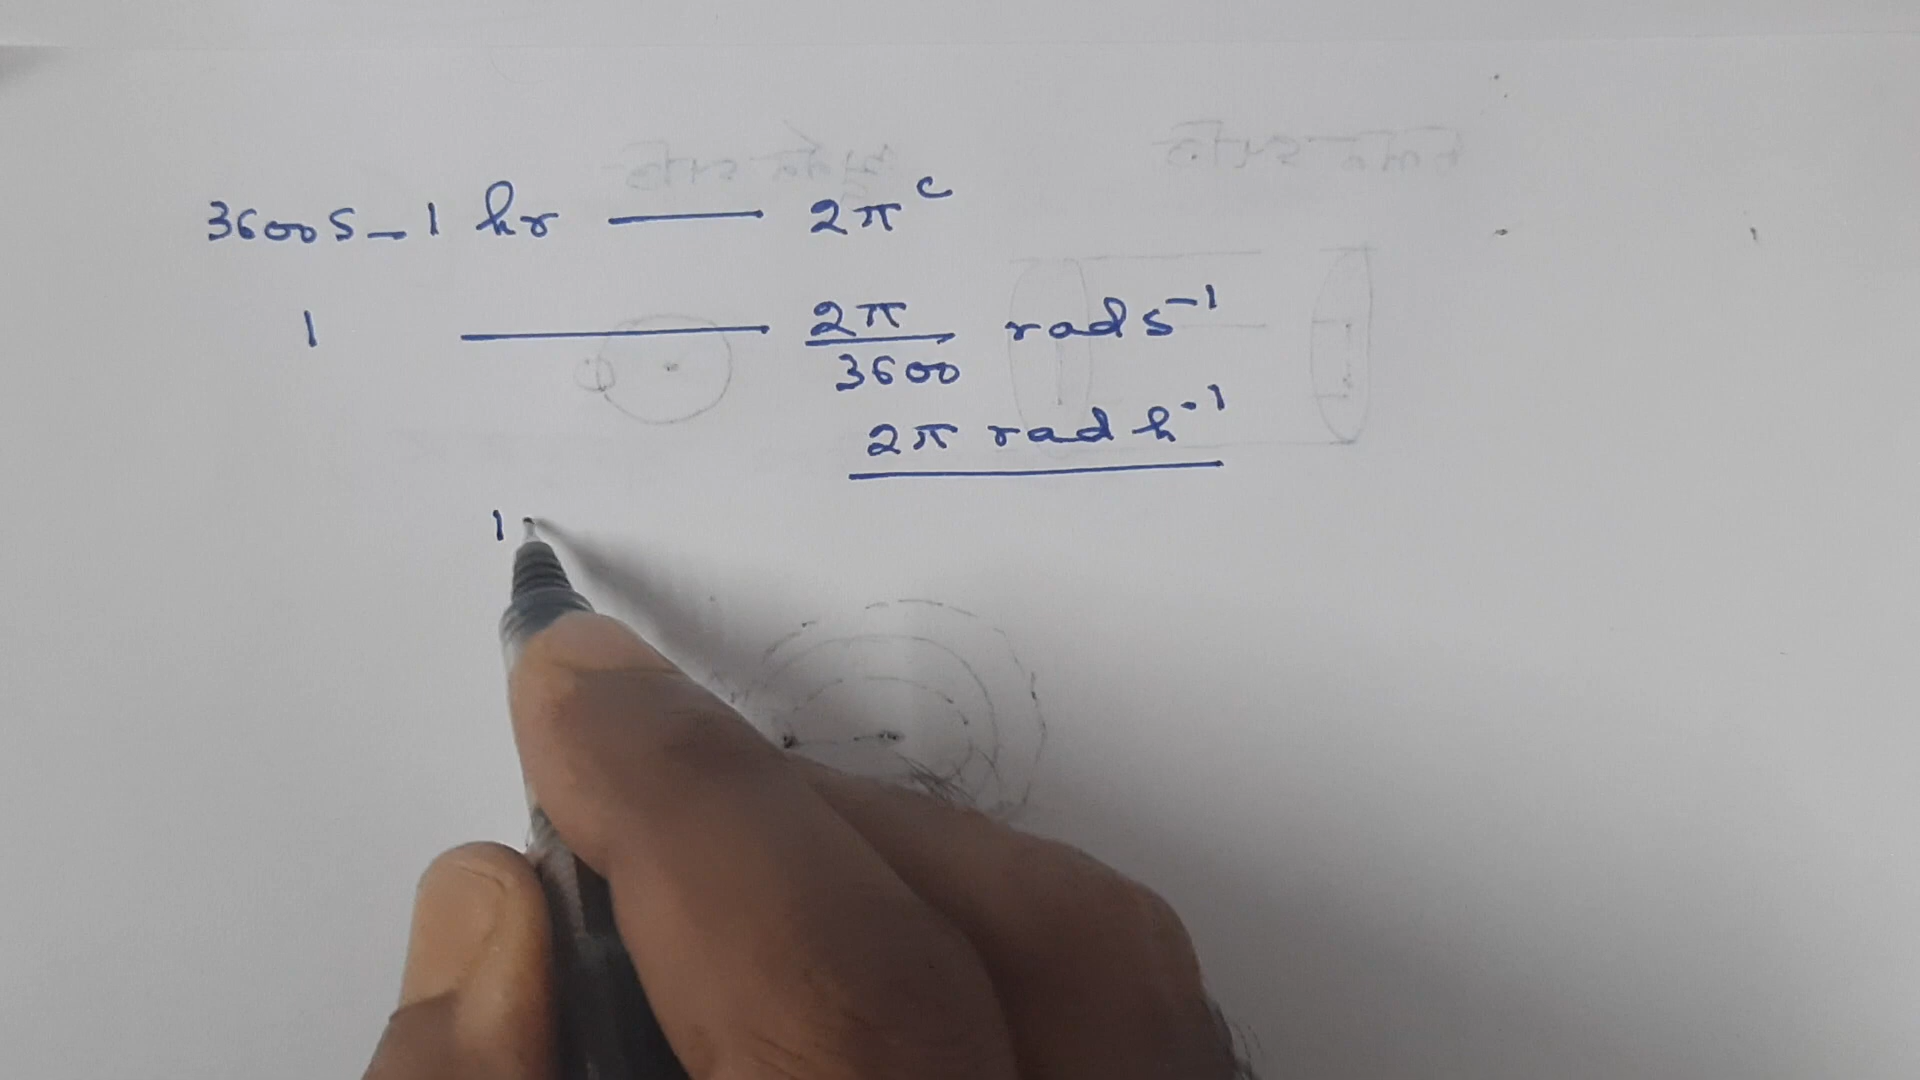 3600 S - 1 hr — 2π^c
1 — 2π/3600 rad s^-1
2π rad h^-1
1